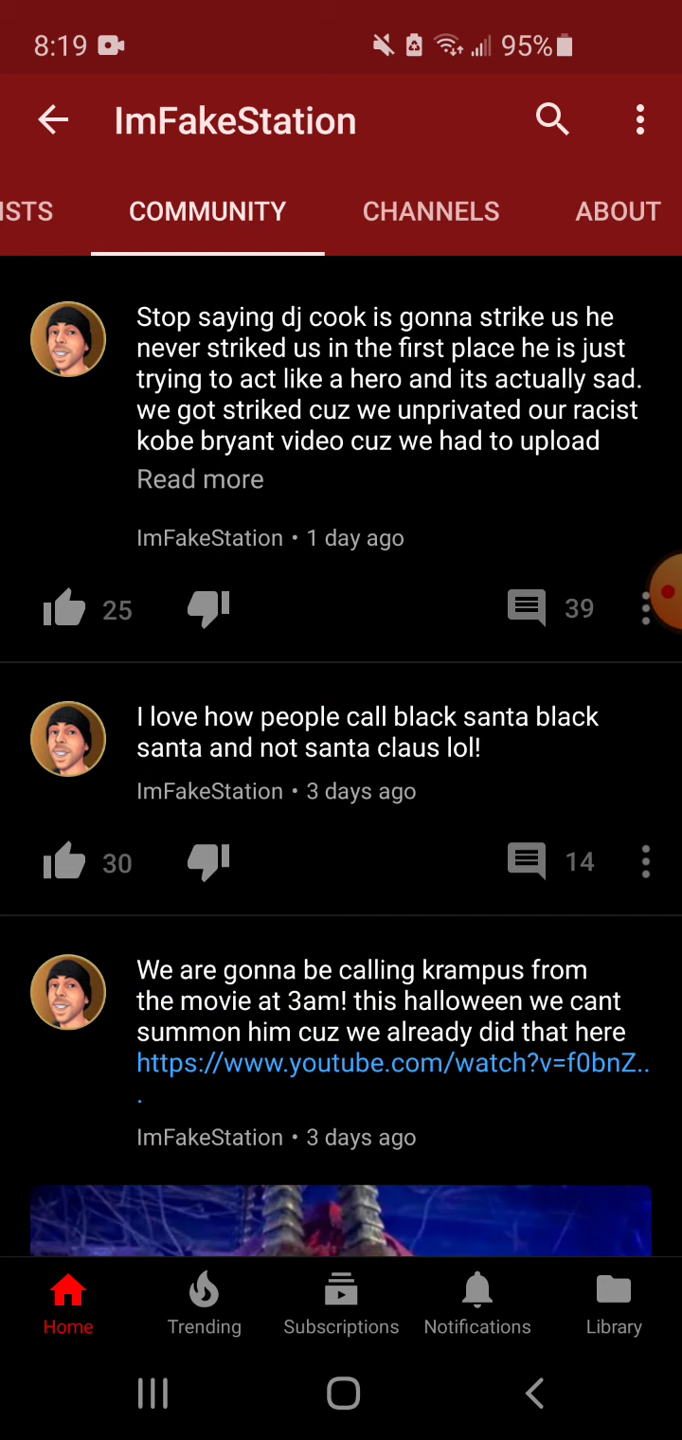 8:19 95%
ImFakeStation
ISTS COMMUNITY CHANNELS ABOUT
Stop saying dj cook is gonna strike us he
never striked us in the first place he is just
trying to act like a hero and its actually sad.
we got striked cuz we unprivated our racist
kobe bryant video cuz we had to upload
Read more
ImFakeStation • 1 day ago
25 39
I love how people call black santa black
santa and not santa claus lol!
ImFakeStation • 3 days ago
30 14
We are gonna be calling krampus from
the movie at 3am! this halloween we cant
summon him cuz we already did that here
https://www.youtube.com/watch?v=f0bnZ..
.
ImFakeStation • 3 days ago
Home Trending Subscriptions Notifications Library